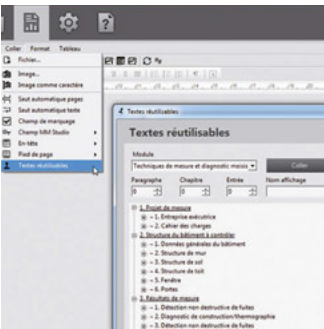 Coller Format Tableau
Fichier...
Image...
Image comme caractère
Saut automatique pages
Saut automatique texte
Champ de marquage
Champ MM Studio
En-tête
Pied de page
Textes réutilisables
Textes réutilisables
Textes réutilisables
Module
Techniques de mesure et diagnostic moisis
Coller
Paragraphe Chapitre Entrée Nom affichage
0 0 0
1. Projet de mesure
1. Entreprise exécutrice
2. Cahier des charges
2. Structure du bâtiment à contrôler
1. Données générales du bâtiment
2. Structure de mur
3. Structure de sol
4. Structure de toit
5. Fenêtre
6. Portes
3. Résultats de mesure
1. Détection non destructive de fuites
2. Diagnostic de construction/thermographie
3. Détection non destructive de fuites